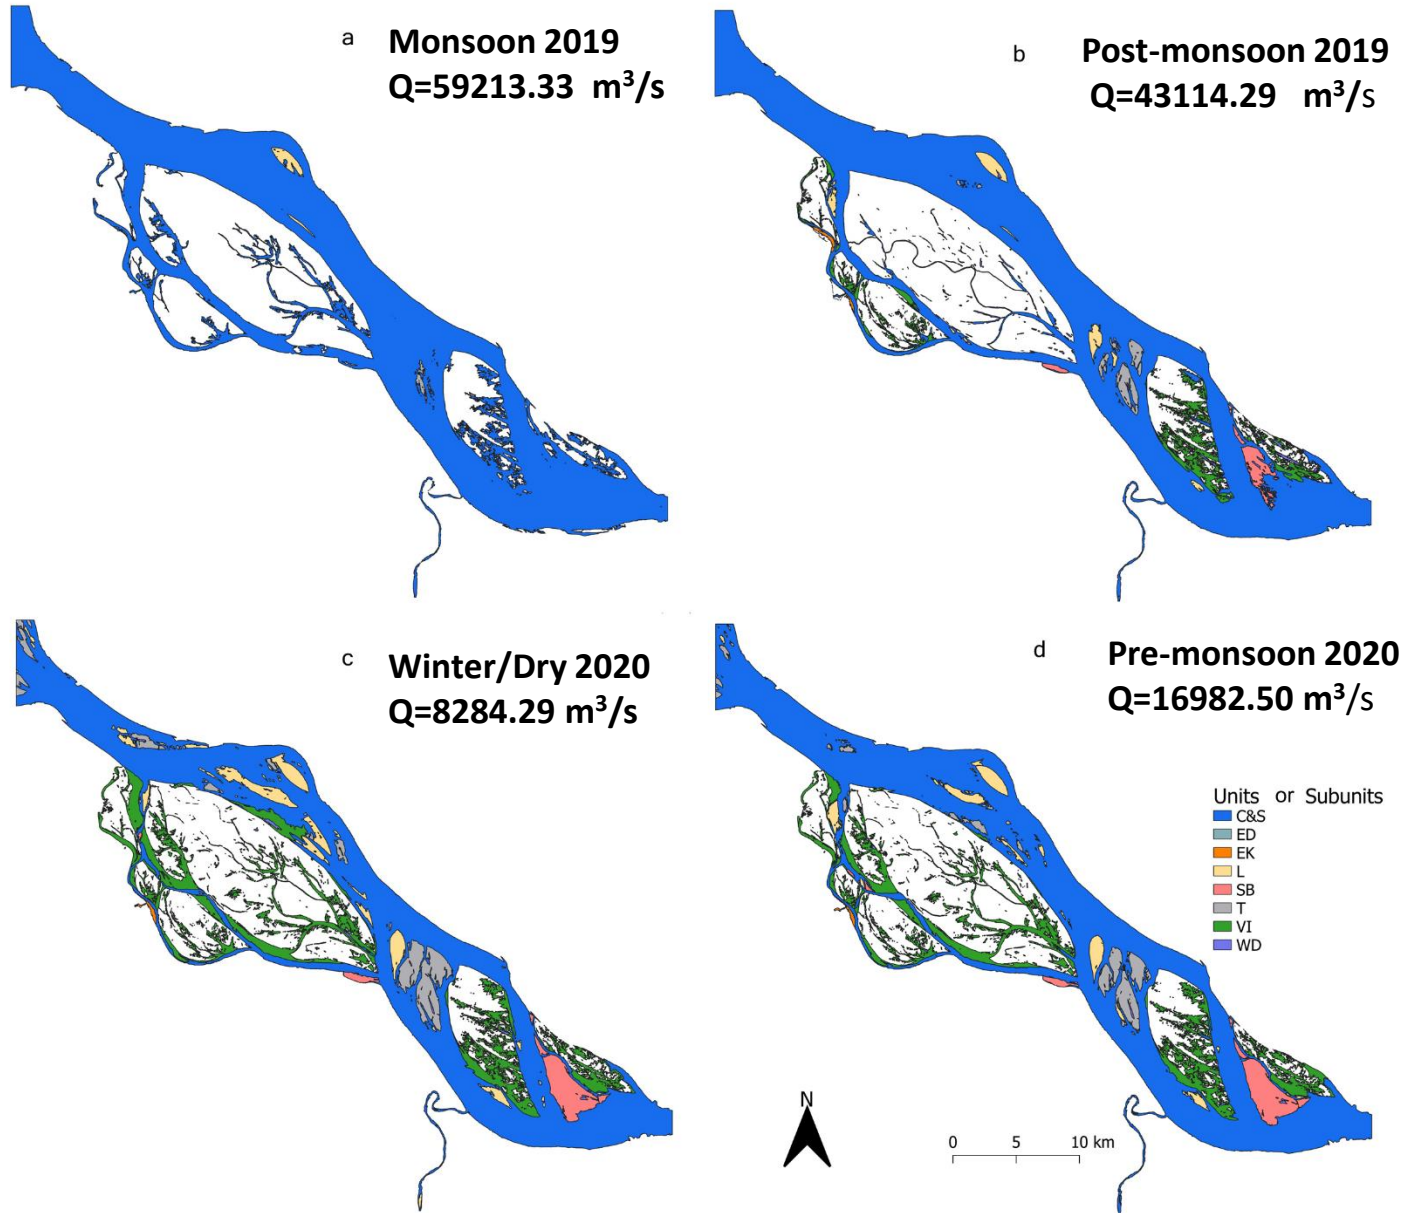 a Monsoon 2019
Q=59213.33 m³/s
b Post-monsoon 2019
Q=43114.29 m³/s
c Winter/Dry 2020
Q=8284.29 m³/s
d Pre-monsoon 2020
Q=16982.50 m³/s
Units or Subunits
C&S
ED
EK
L
SB
T
VI
WD
N
0 5 10 km